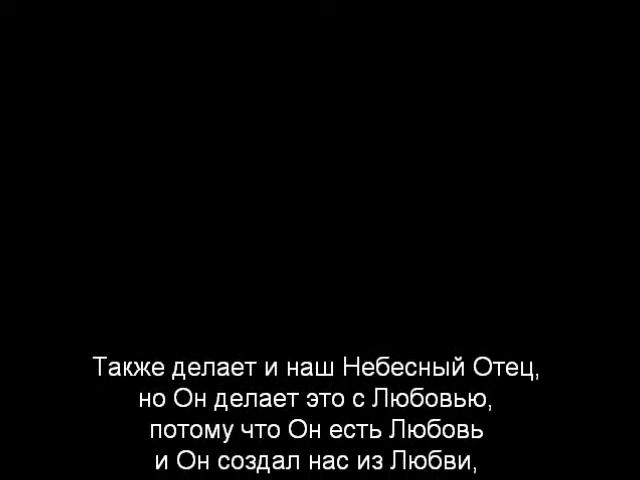 Также делает и наш Небесный Отец,
но Он делает это с Любовью,
потому что Он есть Любовь
и Он создал нас из Любви,